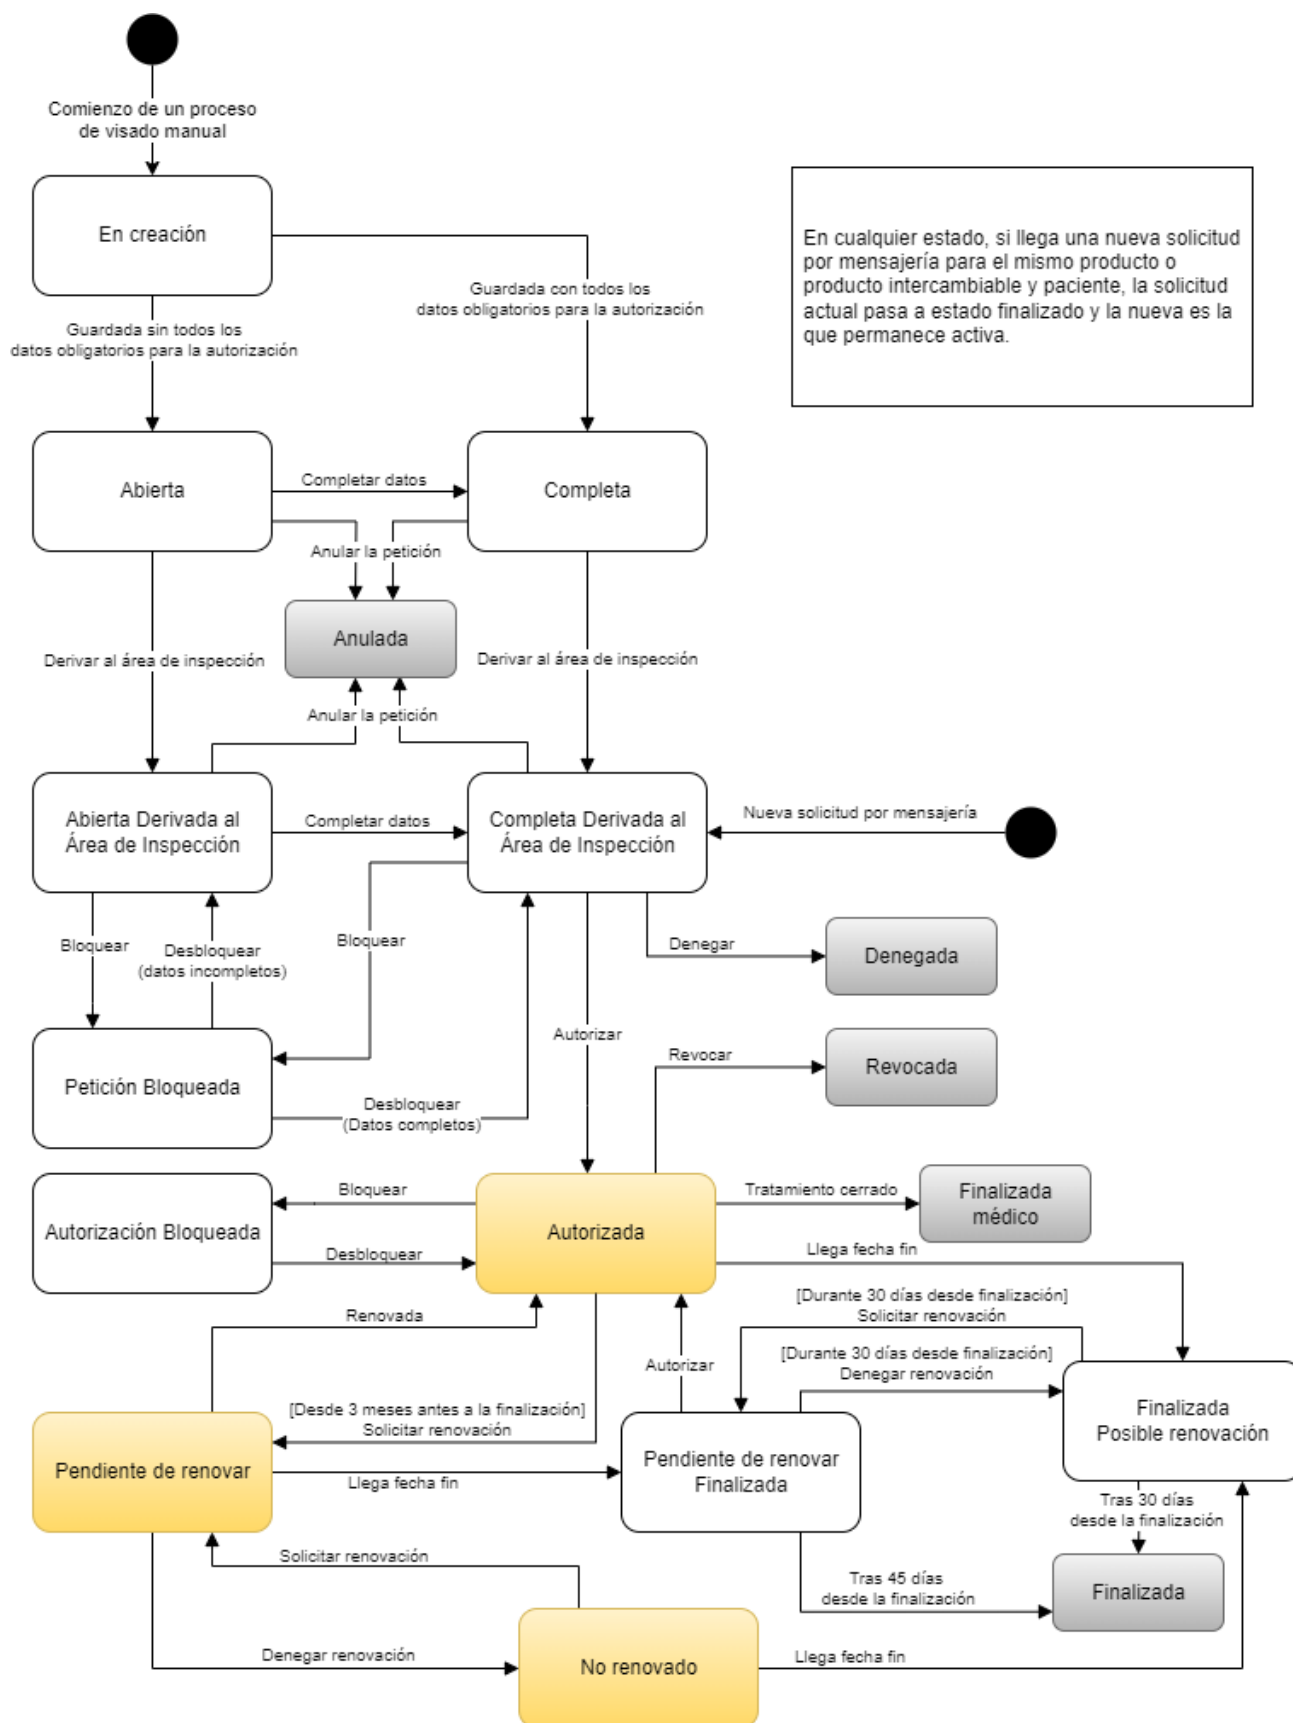 Comienzo de un proceso
de visado manual
En creación
En cualquier estado, si llega una nueva solicitud
por mensajería para el mismo producto o
producto intercambiable y paciente, la solicitud
actual pasa a estado finalizado y la nueva es la
que permanece activa.
Guardada con todos los
datos obligatorios para la autorización
Guardada sin todos los
datos obligatorios para la autorización
Abierta
Completar datos
Completa
Anular la petición
Anulada
Derivar al área de inspección
Derivar al área de inspección
Anular la petición
Abierta Derivada al
Área de Inspección
Completar datos
Completa Derivada al
Área de Inspección
Nueva solicitud por mensajería
Bloquear
Desbloquear
(datos incompletos)
Bloquear
Denegar
Denegada
Autorizar
Revocar
Revocada
Petición Bloqueada
Desbloquear
(Datos completos)
Autorización Bloqueada
Bloquear
Desbloquear
Autorizada
Tratamiento cerrado
Finalizada
médico
Llega fecha fin
[Durante 30 días desde finalización]
Solicitar renovación
Renovada
Autorizar
[Durante 30 días desde finalización]
Denegar renovación
[Desde 3 meses antes a la finalización]
Solicitar renovación
Finalizada
Posible renovación
Pendiente de renovar
Llega fecha fin
Pendiente de renovar
Finalizada
Tras 30 días
desde la finalización
Solicitar renovación
Tras 45 días
desde la finalización
Finalizada
Denegar renovación
No renovado
Llega fecha fin